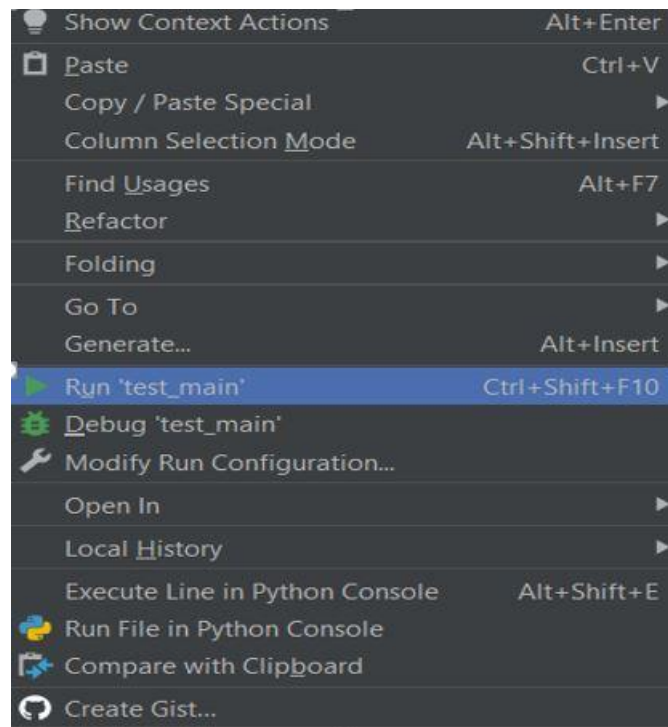 Show Context Actions Alt+Enter
Paste Ctrl+V
Copy / Paste Special
Column Selection Mode Alt+Shift+Insert
Find Usages Alt+F7
Refactor
Folding
Go To
Generate... Alt+Insert
Run 'test_main' Ctrl+Shift+F10
Debug 'test_main'
Modify Run Configuration...
Open In
Local History
Execute Line in Python Console Alt+Shift+E
Run File in Python Console
Compare with Clipboard
Create Gist...